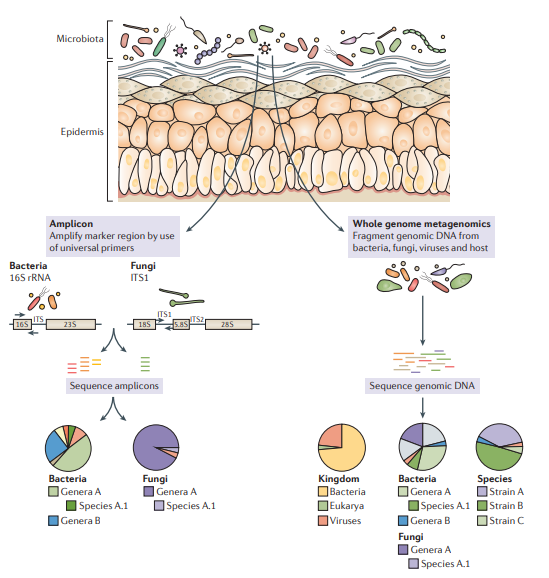 Microbiota
Epidermis
Amplicon
Amplify marker region by use
of universal primers
Whole genome metagenomics
Fragment genomic DNA from
bacteria, fungi, viruses and host
Bacteria
16S rRNA
Fungi
ITS1
16S
ITS
23S
18S
ITS1
5.8S
ITS2
28S
Sequence amplicons
Sequence genomic DNA
Bacteria
Genera A
Species A.1
Genera B
Fungi
Genera A
Species A.1
Kingdom
Bacteria
Eukarya
Viruses
Bacteria
Genera A
Species A.1
Genera B
Fungi
Genera A
Species A.1
Species
Strain A
Strain B
Strain C